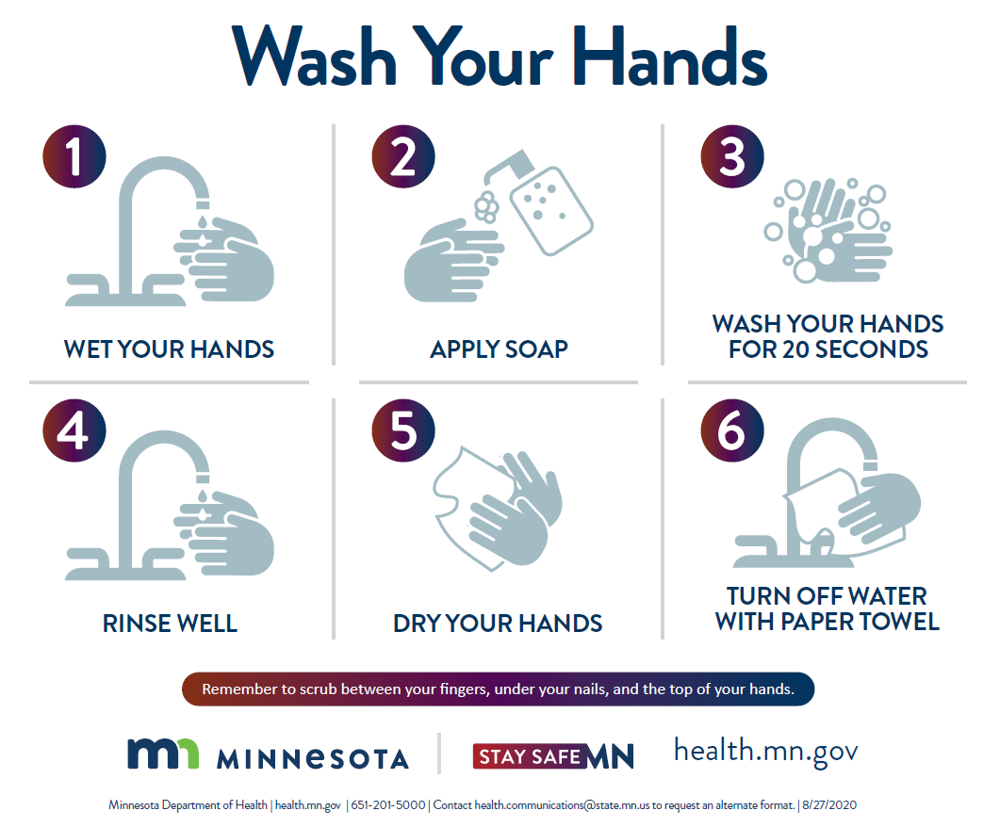 Wash Your Hands
1
WET YOUR HANDS
2
APPLY SOAP
3
WASH YOUR HANDS
FOR 20 SECONDS
4
RINSE WELL
5
DRY YOUR HANDS
6
TURN OFF WATER
WITH PAPER TOWEL
Remember to scrub between your fingers, under your nails, and the top of your hands.
mn MINNESOTA
STAY SAFE MN
health.mn.gov
Minnesota Department of Health | health.mn.gov | 651-201-5000 | Contact health.communications@state.mn.us to request an alternate format. | 8/27/2020